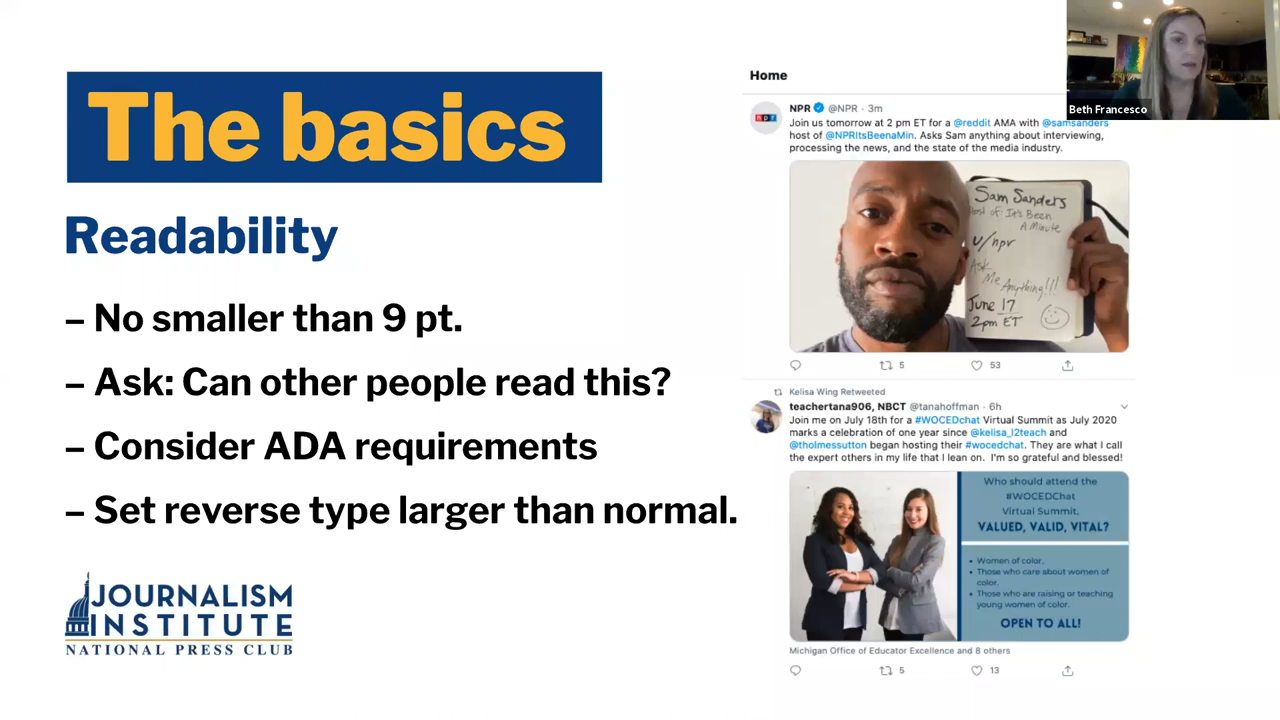 The basics
Readability
– No smaller than 9 pt.
– Ask: Can other people read this?
– Consider ADA requirements
– Set reverse type larger than normal.
JOURNALISM
INSTITUTE
NATIONAL PRESS CLUB
Home
NPR @NPR · 3m
Join us tomorrow at 2 pm ET for a @reddit AMA with @samsanders
host of @NPRItsBeenaMin. Asks Sam anything about interviewing,
processing the news, and the state of the media industry.
npr
Sam Sanders
Host of It's Been
A Minute
u/npr
Ask
Me Anything!!!
June 17
2pm ET
5
53
Kelisa Wing Retweeted
teachertana906, NBCT @tanahoffman · 6h
Join me on July 18th for a #WOCEDchat Virtual Summit as July 2020
marks a celebration of one year since @kelisa_l2teach and
@tholmessutton began hosting their #wocedchat. They are what I call
the expert others in my life that I lean on. I'm so grateful and blessed!
Who should attend the
#WOCEDChat
Virtual Summit,
VALUED, VALID, VITAL?
• Women of color.
• Those who care about women of
color.
• Those who are raising or teaching
young women of color.
OPEN TO ALL!
Michigan Office of Educator Excellence and 8 others
5
13
Beth Francesco